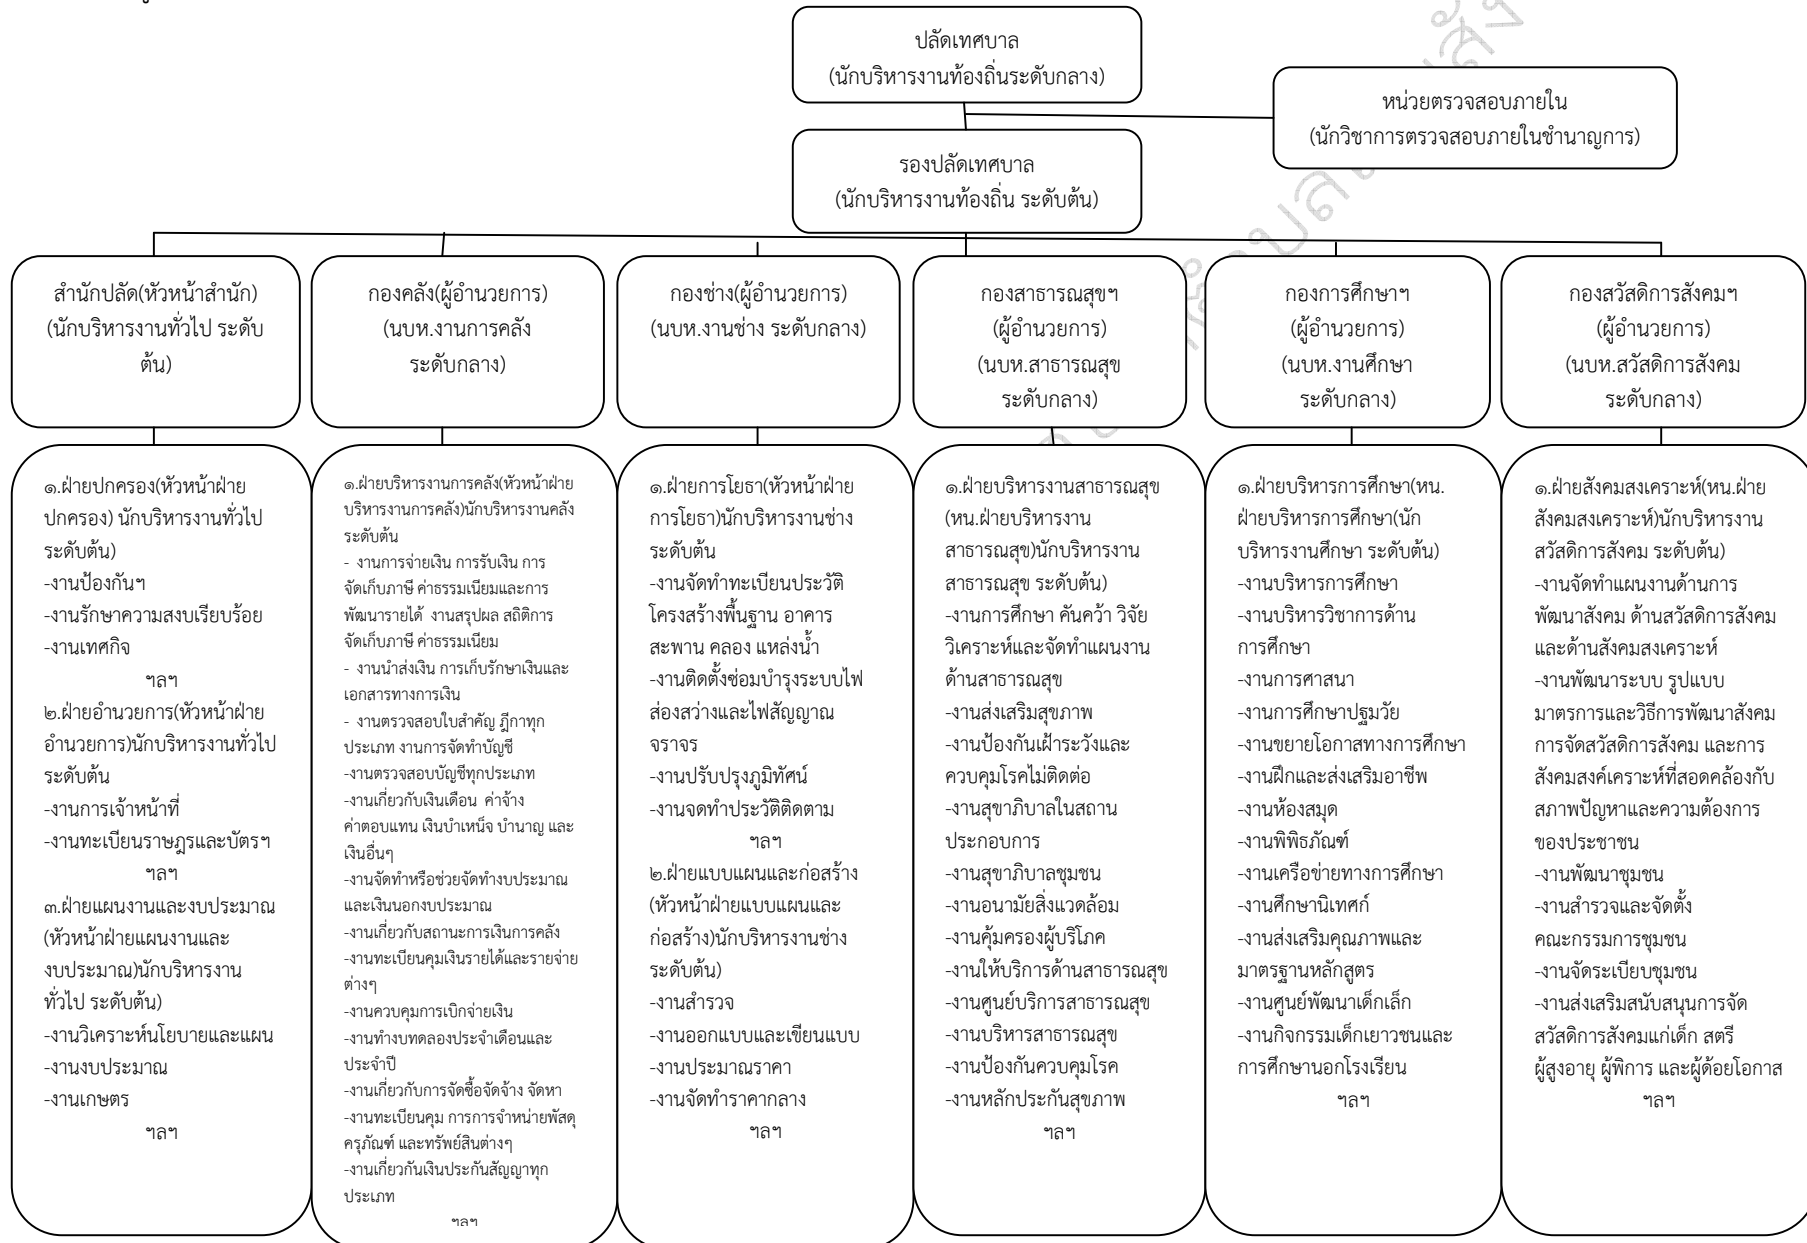 ปลัดเทศบาล
(นักบริหารงานท้องถิ่นระดับกลาง)
หน่วยตรวจสอบภายใน
(นักวิชาการตรวจสอบภายในชำนาญการ)
รองปลัดเทศบาล
(นักบริหารงานท้องถิ่น ระดับต้น)
สำนักปลัด(หัวหน้าสำนัก)
(นักบริหารงานทั่วไป ระดับ
ต้น)
กองคลัง(ผู้อำนวยการ)
(นบห.งานการคลัง
ระดับกลาง)
กองช่าง(ผู้อำนวยการ)
(นบห.งานช่าง ระดับกลาง)
กองสาธารณสุขฯ
(ผู้อำนวยการ)
(นบห.สาธารณสุข
ระดับกลาง)
กองการศึกษาฯ
(ผู้อำนวยการ)
(นบห.งานศึกษา
ระดับกลาง)
กองสวัสดิการสังคมฯ
(ผู้อำนวยการ)
(นบห.สวัสดิการสังคม
ระดับกลาง)
๑.ฝ่ายปกครอง(หัวหน้าฝ่าย
ปกครอง) นักบริหารงานทั่วไป
ระดับต้น)
-งานป้องกันฯ
-งานรักษาความสงบเรียบร้อย
-งานเทศกิจ
ฯลฯ
๒.ฝ่ายอำนวยการ(หัวหน้าฝ่าย
อำนวยการ)นักบริหารงานทั่วไป
ระดับต้น
-งานการเจ้าหน้าที่
-งานทะเบียนราษฎรและบัตรฯ
ฯลฯ
๓.ฝ่ายแผนงานและงบประมาณ
(หัวหน้าฝ่ายแผนงานและ
งบประมาณ)นักบริหารงาน
ทั่วไป ระดับต้น)
-งานวิเคราะห์นโยบายและแผน
-งานงบประมาณ
-งานเกษตร
ฯลฯ
๑.ฝ่ายบริหารงานการคลัง(หัวหน้าฝ่าย
บริหารงานการคลัง)นักบริหารงานคลัง
ระดับต้น
- งานการจ่ายเงิน การรับเงิน การ
จัดเก็บภาษี ค่าธรรมเนียมและการ
พัฒนารายได้ งานสรุปผล สถิติการ
จัดเก็บภาษี ค่าธรรมเนียม
- งานนำส่งเงิน การเก็บรักษาเงินและ
เอกสารทางการเงิน
- งานตรวจสอบใบสำคัญ ฎีกาทุก
ประเภท งานการจัดทำบัญชี
-งานตรวจสอบบัญชีทุกประเภท
-งานเกี่ยวกับเงินเดือน ค่าจ้าง
ค่าตอบแทน เงินบำเหน็จ บำนาญ และ
เงินอื่นๆ
-งานจัดทำหรือช่วยจัดทำงบประมาณ
และเงินนอกงบประมาณ
-งานเกี่ยวกับสถานะการเงินการคลัง
-งานทะเบียนคุมเงินรายได้และรายจ่าย
ต่างๆ
-งานควบคุมการเบิกจ่ายเงิน
-งานทำงบทดลองประจำเดือนและ
ประจำปี
-งานเกี่ยวกับการจัดซื้อจัดจ้าง จัดหา
-งานทะเบียนคุม การการจำหน่ายพัสดุ
ครุภัณฑ์ และทรัพย์สินต่างๆ
-งานเกี่ยวกันเงินประกันสัญญาทุก
ประเภท
ฯลฯ
๑.ฝ่ายการโยธา(หัวหน้าฝ่าย
การโยธา)นักบริหารงานช่าง
ระดับต้น
-งานจัดทำทะเบียนประวัติ
โครงสร้างพื้นฐาน อาคาร
สะพาน คลอง แหล่งน้ำ
-งานติดตั้งซ่อมบำรุงระบบไฟ
ส่องสว่างและไฟสัญญาณ
จราจร
-งานปรับปรุงภูมิทัศน์
-งานจดทำประวัติติดตาม
ฯลฯ
๒.ฝ่ายแบบแผนและก่อสร้าง
(หัวหน้าฝ่ายแบบแผนและ
ก่อสร้าง)นักบริหารงานช่าง
ระดับต้น)
-งานสำรวจ
-งานออกแบบและเขียนแบบ
-งานประมาณราคา
-งานจัดทำราคากลาง
ฯลฯ
๑.ฝ่ายบริหารงานสาธารณสุข
(หน.ฝ่ายบริหารงาน
สาธารณสุข)นักบริหารงาน
สาธารณสุข ระดับต้น)
-งานการศึกษา คันคว้า วิจัย
วิเคราะห์และจัดทำแผนงาน
ด้านสาธารณสุข
-งานส่งเสริมสุขภาพ
-งานป้องกันเฝ้าระวังและ
ควบคุมโรคไม่ติดต่อ
-งานสุขาภิบาลในสถาน
ประกอบการ
-งานสุขาภิบาลชุมชน
-งานอนามัยสิ่งแวดล้อม
-งานคุ้มครองผู้บริโภค
-งานให้บริการด้านสาธารณสุข
-งานศูนย์บริการสาธารณสุข
-งานบริหารสาธารณสุข
-งานป้องกันควบคุมโรค
-งานหลักประกันสุขภาพ
ฯลฯ
๑.ฝ่ายบริหารการศึกษา(หน.
ฝ่ายบริหารการศึกษา(นัก
บริหารงานศึกษา ระดับต้น)
-งานบริหารการศึกษา
-งานบริหารวิชาการด้าน
การศึกษา
-งานการศาสนา
-งานการศึกษาปฐมวัย
-งานขยายโอกาสทางการศึกษา
-งานฝึกและส่งเสริมอาชีพ
-งานห้องสมุด
-งานพิพิธภัณฑ์
-งานเครือข่ายทางการศึกษา
-งานศึกษานิเทศก์
-งานส่งเสริมคุณภาพและ
มาตรฐานหลักสูตร
-งานศูนย์พัฒนาเด็กเล็ก
-งานกิจกรรมเด็กเยาวชนและ
การศึกษานอกโรงเรียน
ฯลฯ
๑.ฝ่ายสังคมสงเคราะห์(หน.ฝ่าย
สังคมสงเคราะห์)นักบริหารงาน
สวัสดิการสังคม ระดับต้น)
-งานจัดทำแผนงานด้านการ
พัฒนาสังคม ด้านสวัสดิการสังคม
และด้านสังคมสงเคราะห์
-งานพัฒนาระบบ รูปแบบ
มาตรการและวิธีการพัฒนาสังคม
การจัดสวัสดิการสังคม และการ
สังคมสงค์เคราะห์ที่สอดคล้องกับ
สภาพปัญหาและความต้องการ
ของประชาชน
-งานพัฒนาชุมชน
-งานสำรวจและจัดตั้ง
คณะกรรมการชุมชน
-งานจัดระเบียบชุมชน
-งานส่งเสริมสนับสนุนการจัด
สวัสดิการสังคมแก่เด็ก สตรี
ผู้สูงอายุ ผู้พิการ และผู้ด้อยโอกาส
ฯลฯ